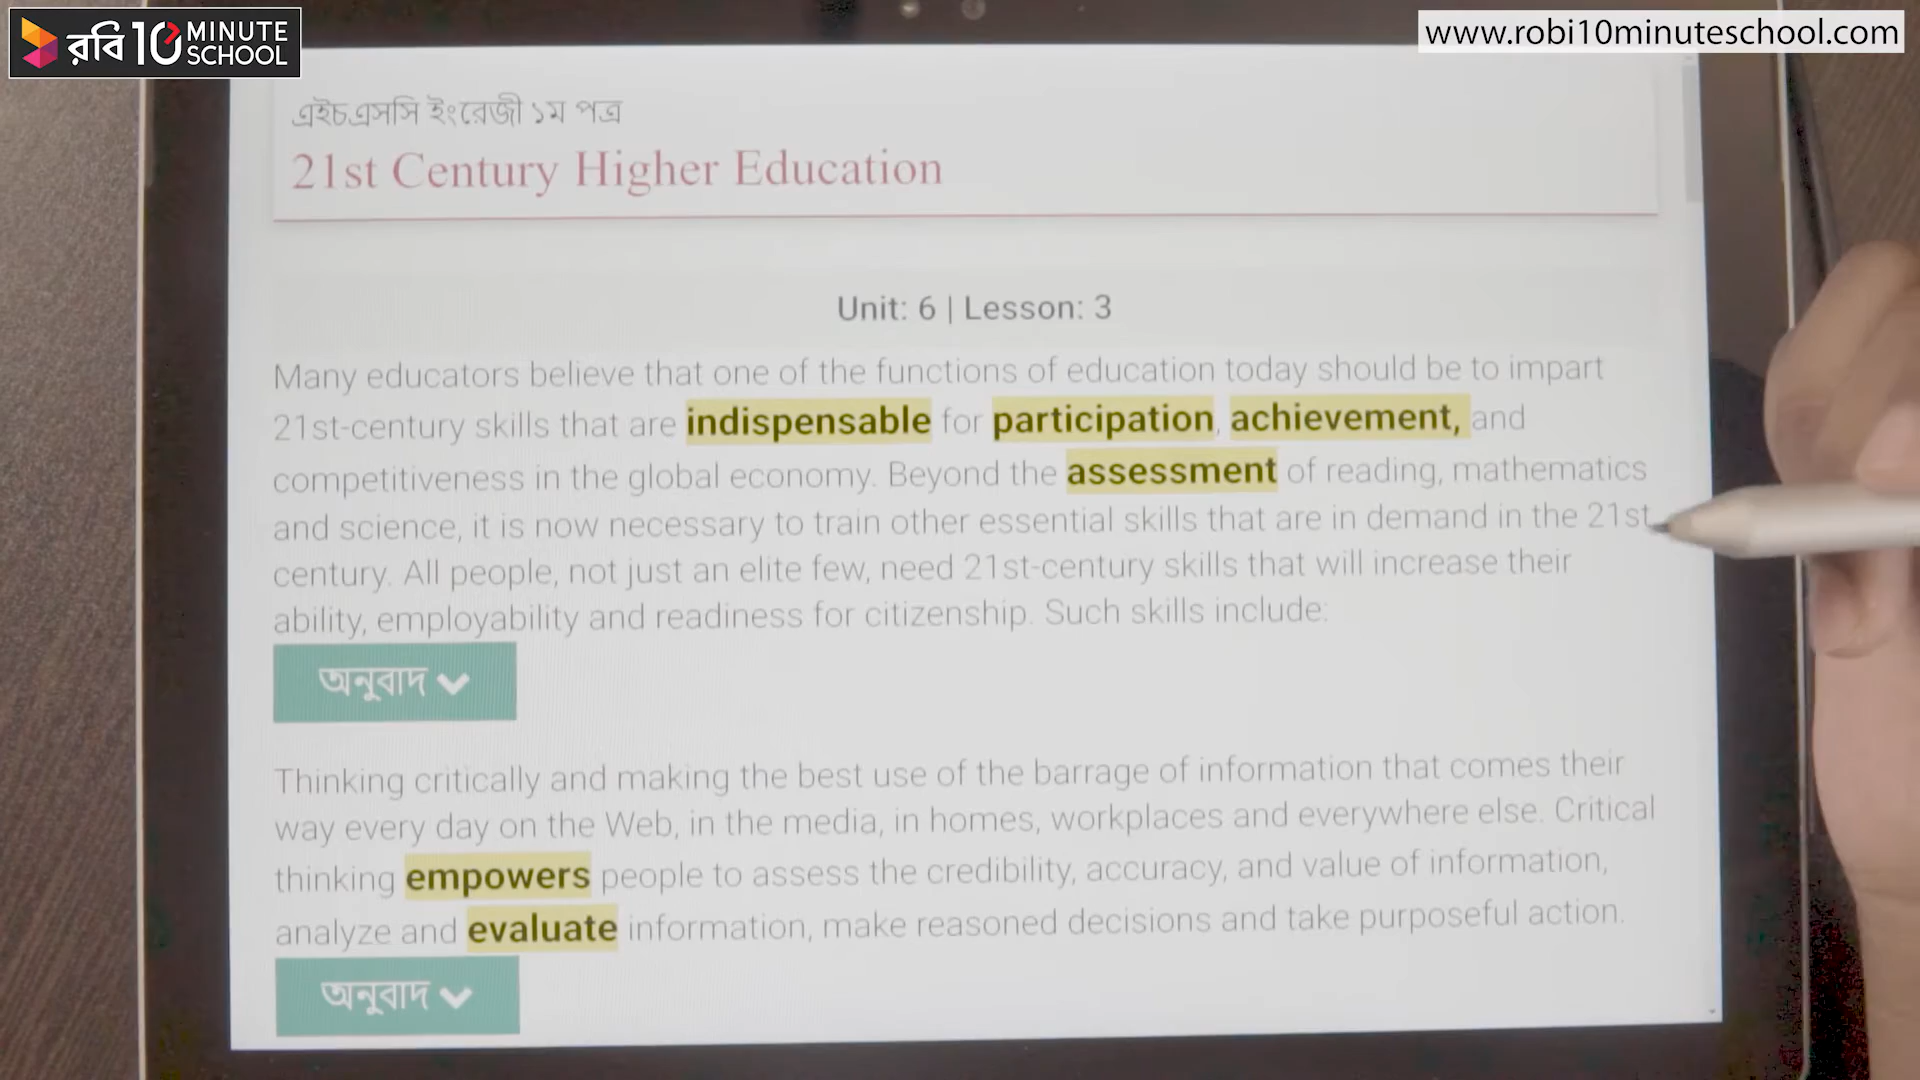 রবি 10 MINUTE SCHOOL
www.robi10minuteschool.com
এইচএসসি ইংরেজী ১ম পত্র
21st Century Higher Education
Unit: 6 | Lesson: 3
Many educators believe that one of the functions of education today should be to impart
21st-century skills that are indispensable for participation, achievement, and
competitiveness in the global economy. Beyond the assessment of reading, mathematics
and science, it is now necessary to train other essential skills that are in demand in the 21st
century. All people, not just an elite few, need 21st-century skills that will increase their
ability, employability and readiness for citizenship. Such skills include:
অনুবাদ
Thinking critically and making the best use of the barrage of information that comes their
way every day on the Web, in the media, in homes, workplaces and everywhere else. Critical
thinking empowers people to assess the credibility, accuracy, and value of information,
analyze and evaluate information, make reasoned decisions and take purposeful action.
অনুবাদ